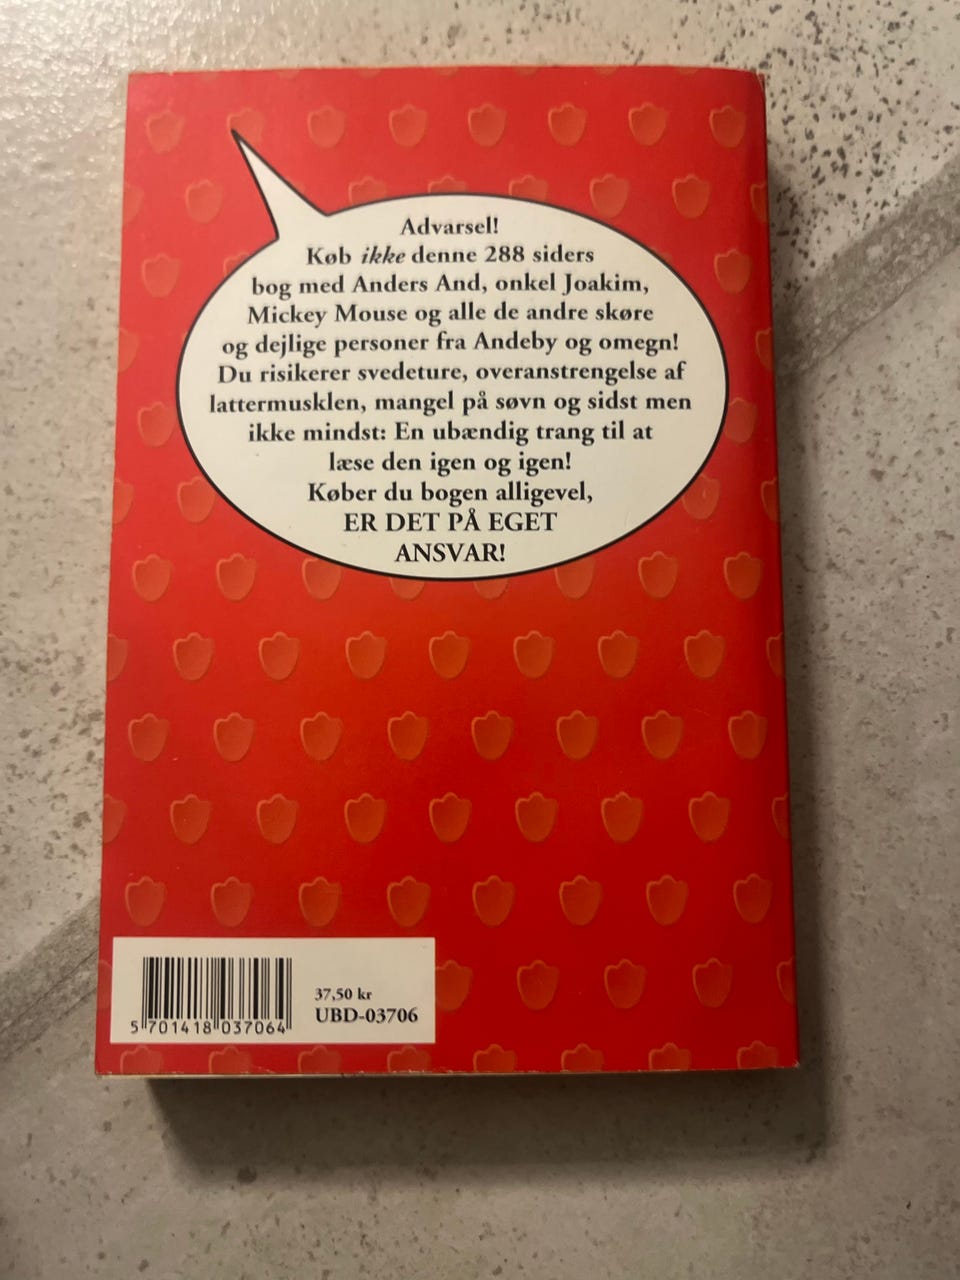 Advarsel!
Køb ikke denne 288 siders
bog med Anders And, onkel Joakim,
Mickey Mouse og alle de andre skøre
og dejlige personer fra Andeby og omegn!
Du risikerer svedeture, overanstrengelse af
lattermusklen, mangel på søvn og sidst men
ikke mindst: En ubændig trang til at
læse den igen og igen!
Køber du bogen alligevel,
ER DET PÅ EGET
ANSVAR!
37,50 kr
UBD-03706
5 701418 037064